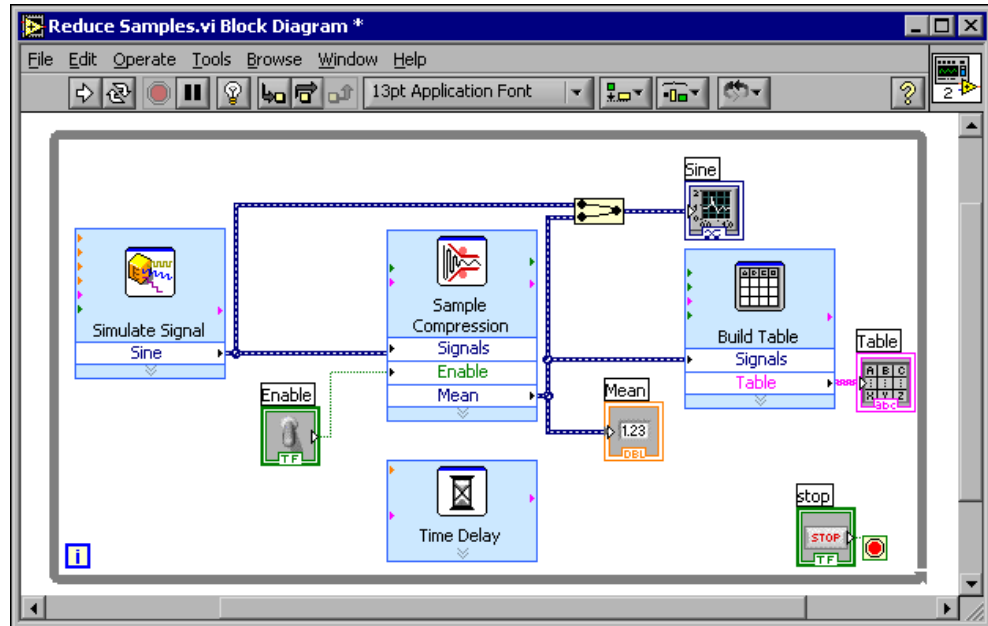 Reduce Samples.vi Block Diagram *
File Edit Operate Tools Browse Window Help
13pt Application Font
?
2
Sine
Simulate Signal
Sine
Sample
Compression
Signals
Enable
Mean
Build Table
Signals
Table
Table
A B C
X Y Z
abc
Enable
TF
Mean
1.23
DBL
Time Delay
stop
STOP
TF
i